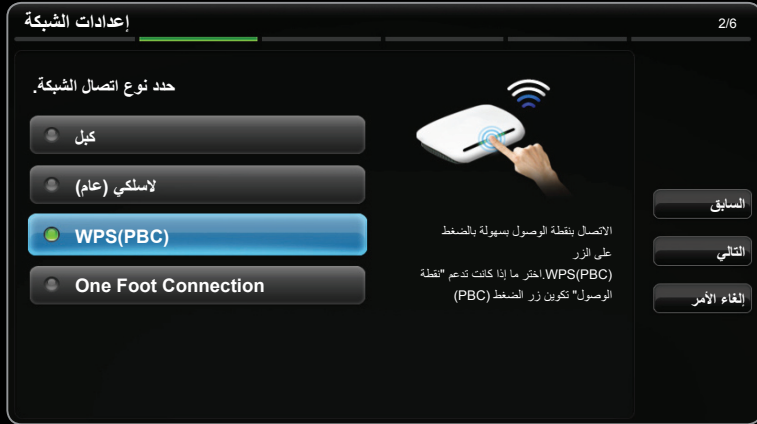 إعدادات الشبكة
2/6
حدد نوع اتصال الشبكة.
كبل
لاسلكي (عام)
WPS(PBC)
One Foot Connection
الاتصال بنقطة الوصول بسهولة بالضغط
على الزر
WPS(PBC).اختر ما إذا كانت تدعم "نقطة
الوصول" تكوين زر الضغط (PBC)
السابق
التالي
إلغاء الأمر